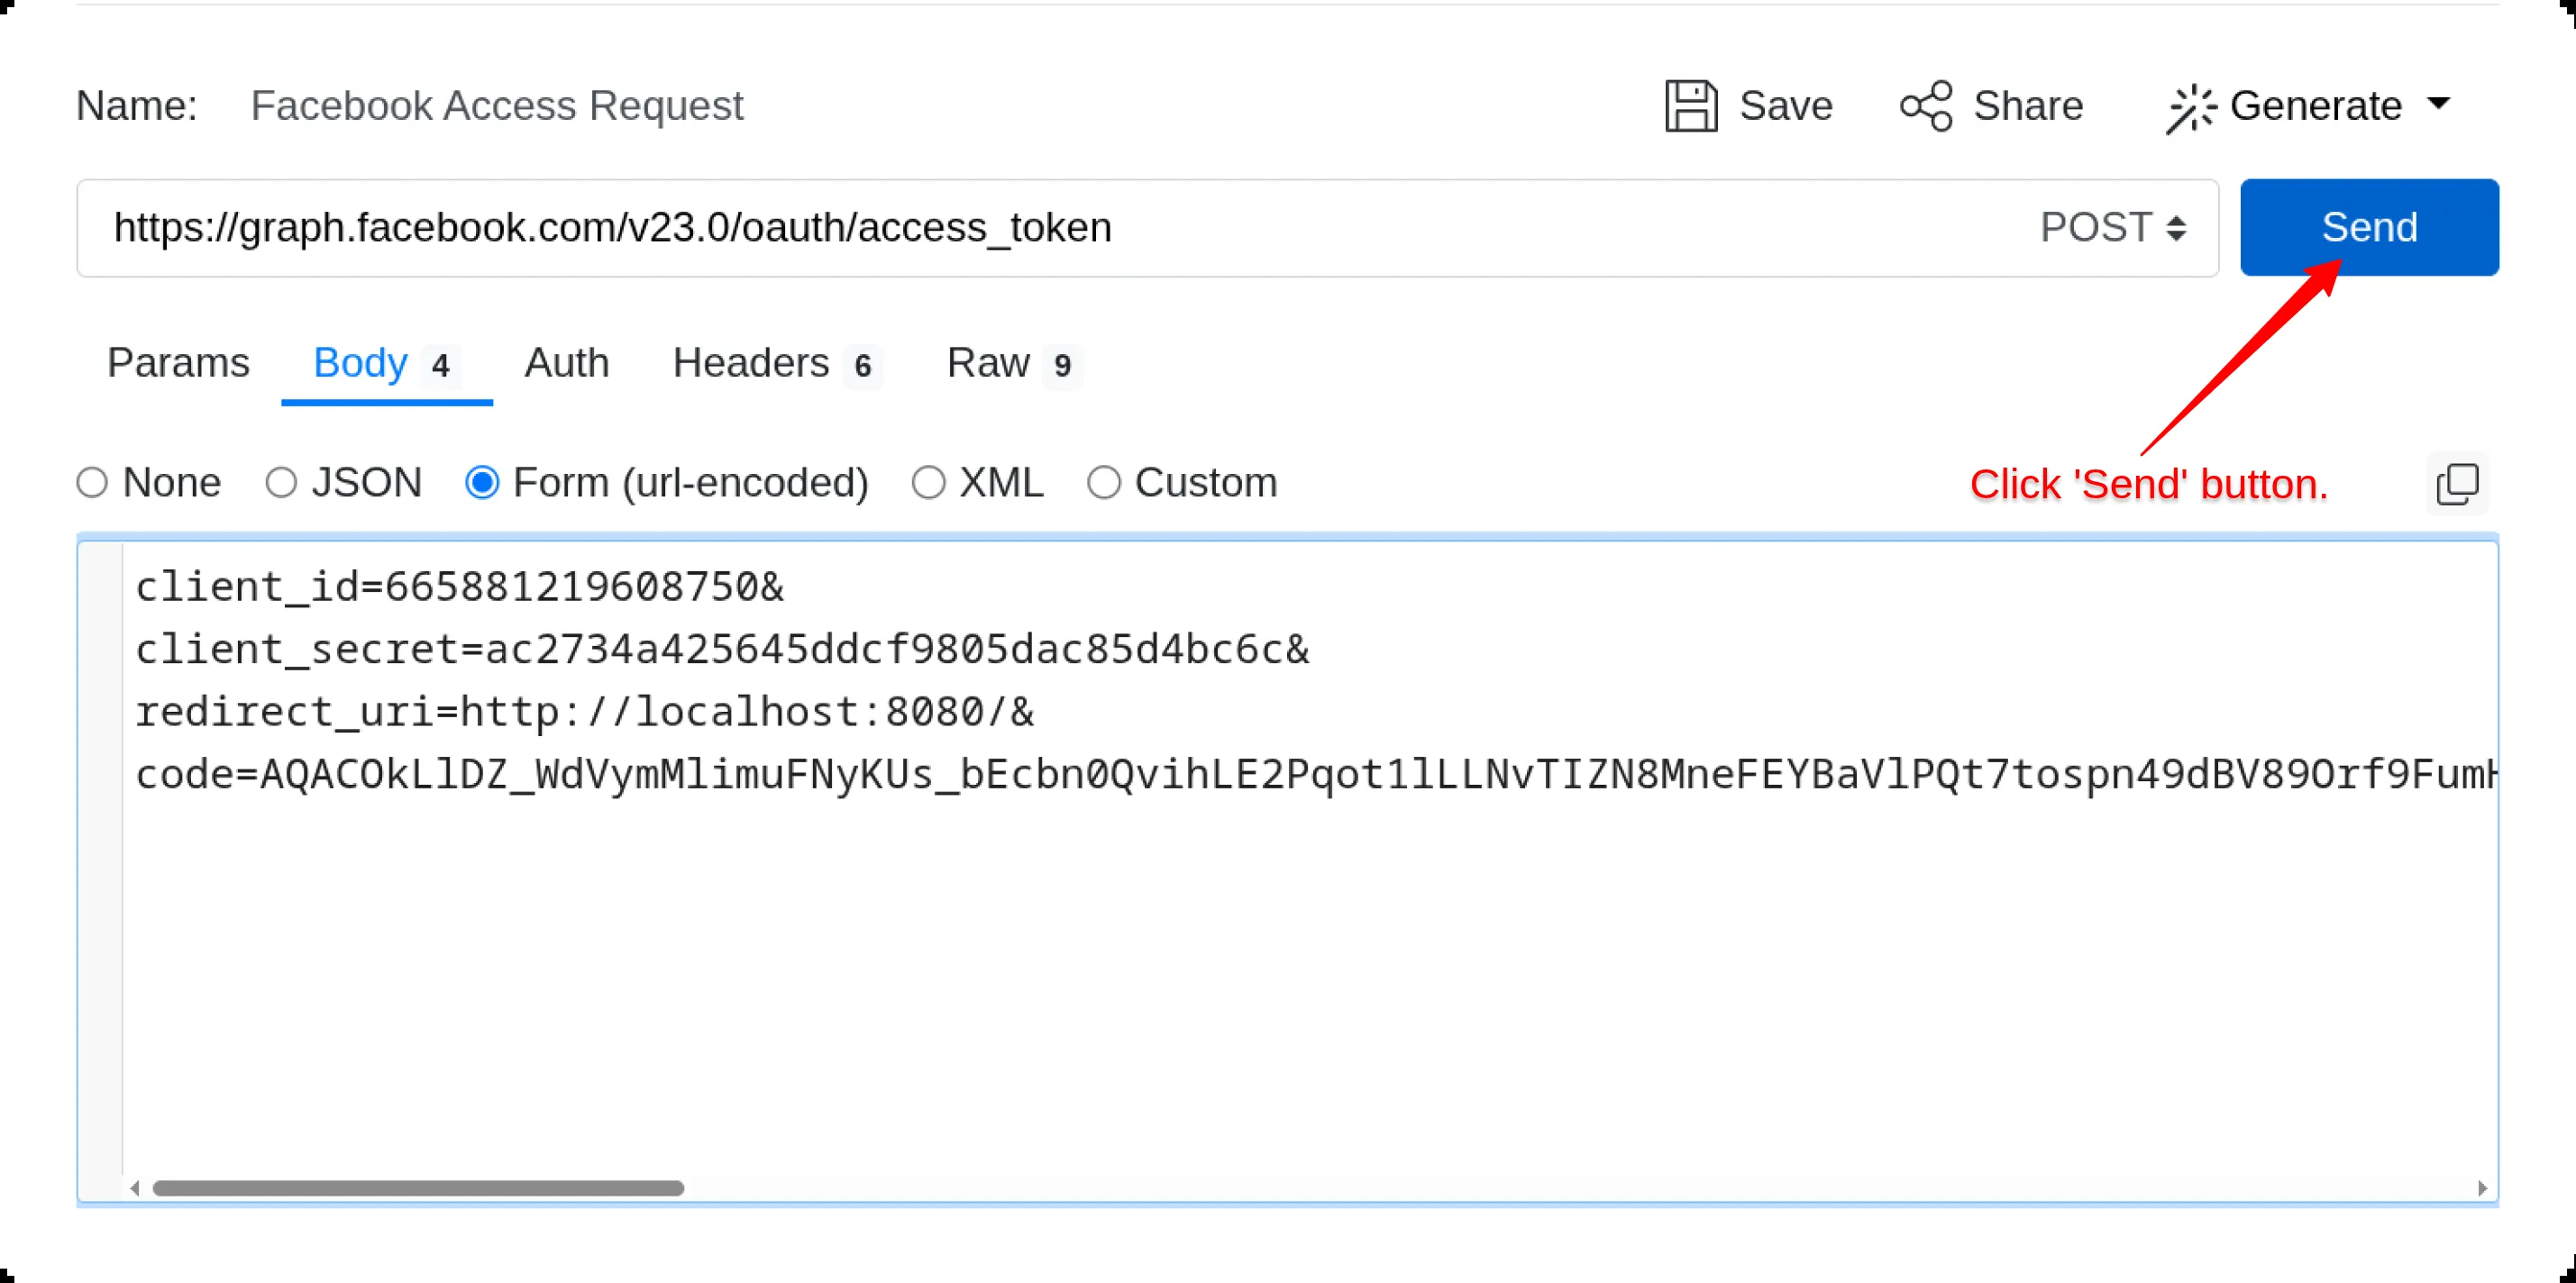 Name: Facebook Access Request Save Share Generate
https://graph.facebook.com/v23.0/oauth/access_token POST Send
Params Body 4 Auth Headers 6 Raw 9
None JSON Form (url-encoded) XML Custom Click 'Send' button.
client_id=665881219608750&
client_secret=ac2734a425645ddcf9805dac85d4bc6c&
redirect_uri=http://localhost:8080/&
code=AQACOkLlDZ_WdVymMlimuFNyKUs_bEcbn0QvihLE2Pqot1lLLNvTIZN8MneFEYBaVlPQt7tospn49dBV89Orf9Fum